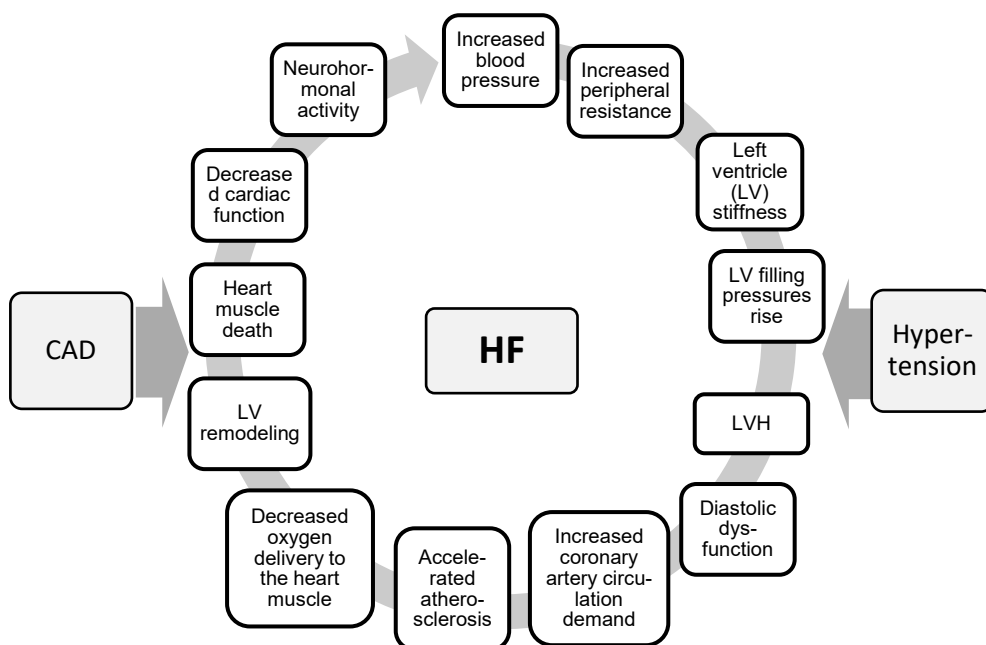 Increased
blood
pressure
Increased
peripheral
resistance
Left
ventricle
(LV)
stiffness
LV filling
pressures
rise
Hyper-
tension
LVH
Diastolic
dys-
function
Increased
coronary
artery circu-
lation
demand
Accele-
rated
athero-
sclerosis
Decreased
oxygen
delivery to
the heart
muscle
LV
remodeling
Heart
muscle
death
CAD
Decrease
d cardiac
function
Neurohor-
monal
activity
HF